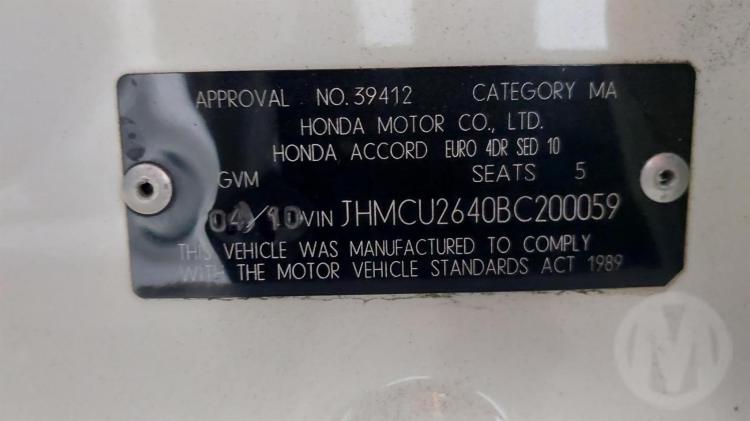 APPROVAL NO. 39412 CATEGORY MA
HONDA MOTOR CO., LTD.
HONDA ACCORD EURO 4DR SED 10
GVM SEATS 5
04/10 VIN JHMCU2640BC200059
THIS VEHICLE WAS MANUFACTURED TO COMPLY
WITH THE MOTOR VEHICLE STANDARDS ACT 1989
M